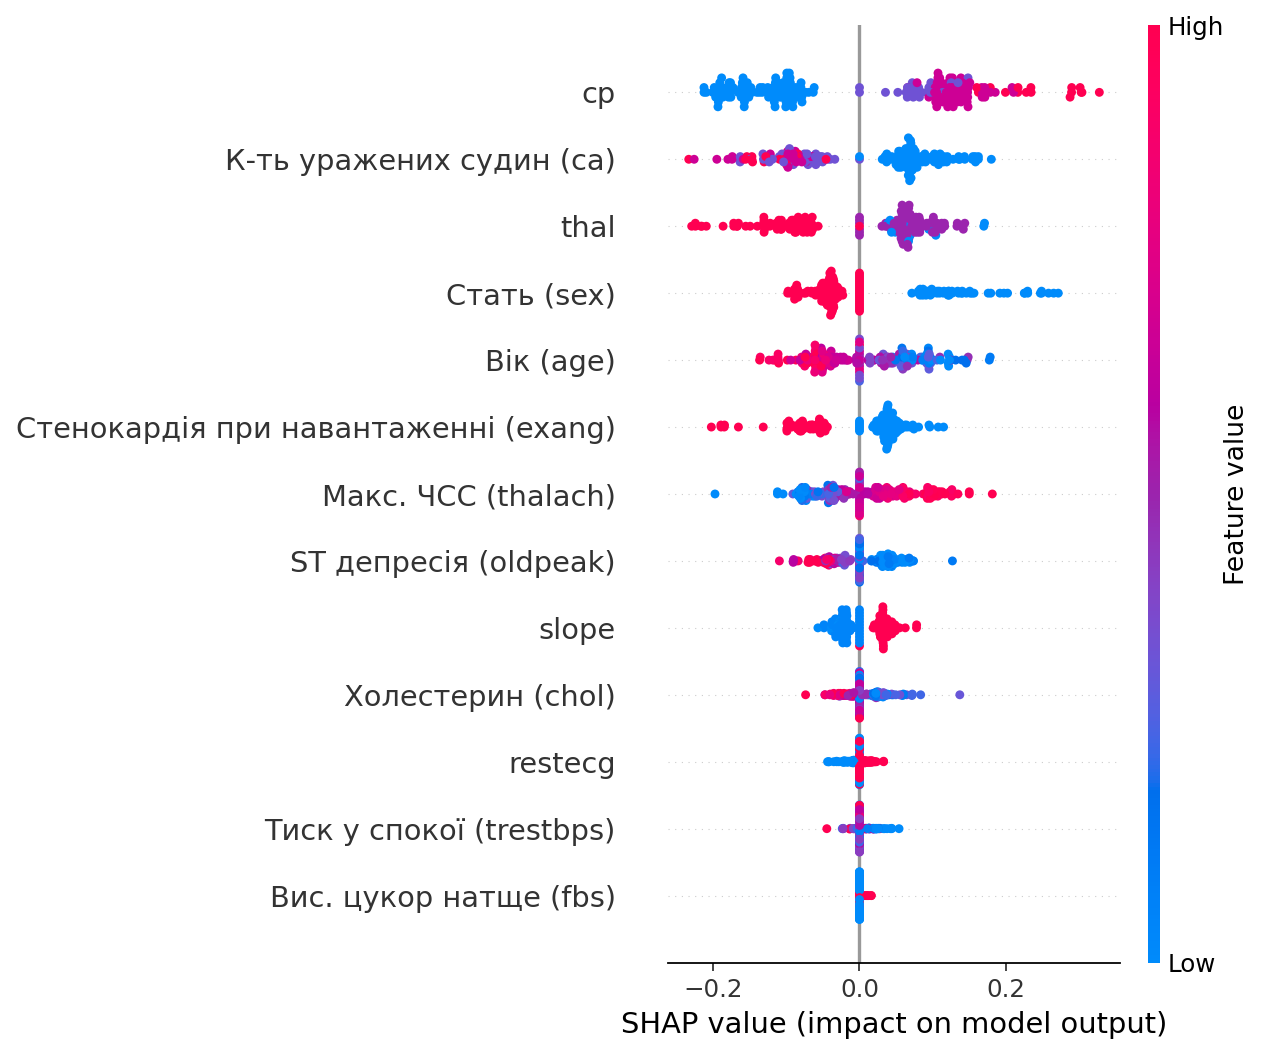 High
cp
К-ть уражених судин (ca)
thal
Стать (sex)
Вік (age)
Стенокардія при навантаженні (exang)
Макс. ЧСС (thalach)
ST депресія (oldpeak)
slope
Холестерин (chol)
restecg
Тиск у спокої (trestbps)
Вис. цукор натще (fbs)
Feature value
Low
−0.2 0.0 0.2
SHAP value (impact on model output)